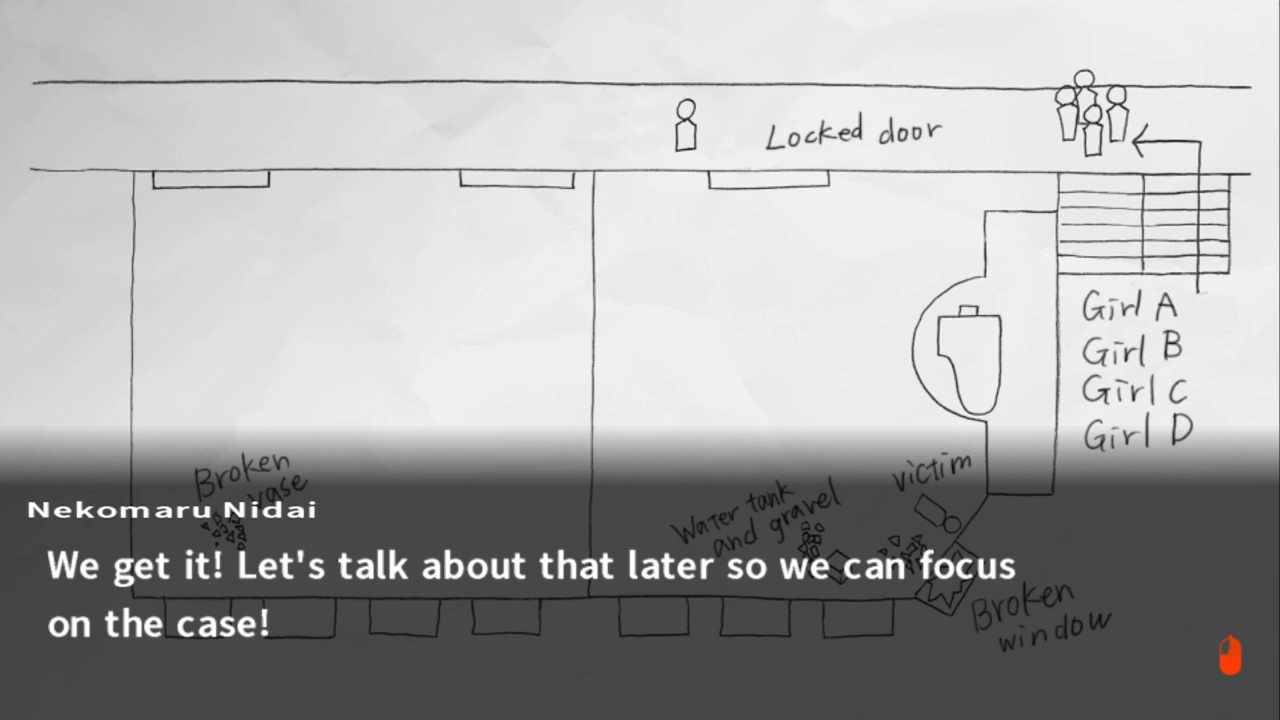 Locked door
Girl A
Girl B
Girl C
Girl D
Broken
vase
victim
Water tank
and gravel
Broken
window
Nekomaru Nidai
We get it! Let's talk about that later so we can focus
on the case!